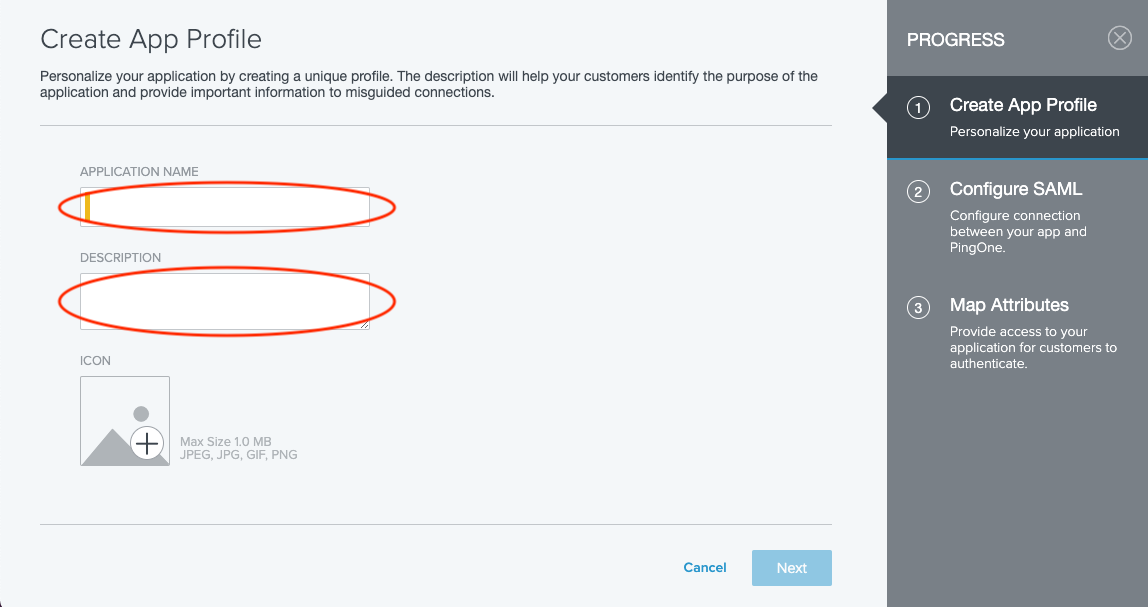 Create App Profile
Personalize your application by creating a unique profile. The description will help your customers identify the purpose of the
application and provide important information to misguided connections.
APPLICATION NAME
DESCRIPTION
ICON
Max Size 1.0 MB
JPEG, JPG, GIF, PNG
Cancel
Next
PROGRESS
1
Create App Profile
Personalize your application
2
Configure SAML
Configure connection
between your app and
PingOne.
3
Map Attributes
Provide access to your
application for customers to
authenticate.